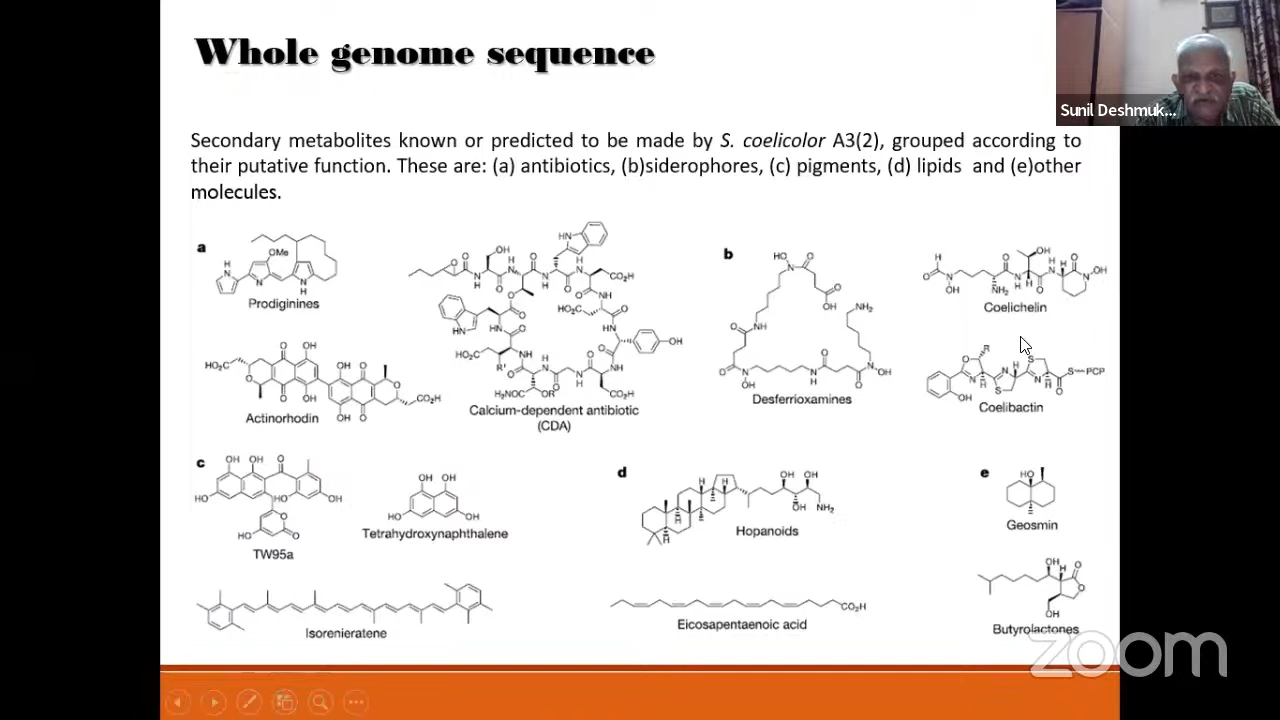 Whole genome sequence
Sunil Deshmuk...
Secondary metabolites known or predicted to be made by S. coelicolor A3(2), grouped according to
their putative function. These are: (a) antibiotics, (b)siderophores, (c) pigments, (d) lipids and (e)other
molecules.
a
Prodiginines
Actinorhodin
Calcium-dependent antibiotic
(CDA)
b
Desferrioxamines
Coelichelin
Coelibactin
c
TW95a
Tetrahydroxynaphthalene
Isorenieratene
d
Hopanoids
Eicosapentaenoic acid
e
Geosmin
Butyrolactones
zoom